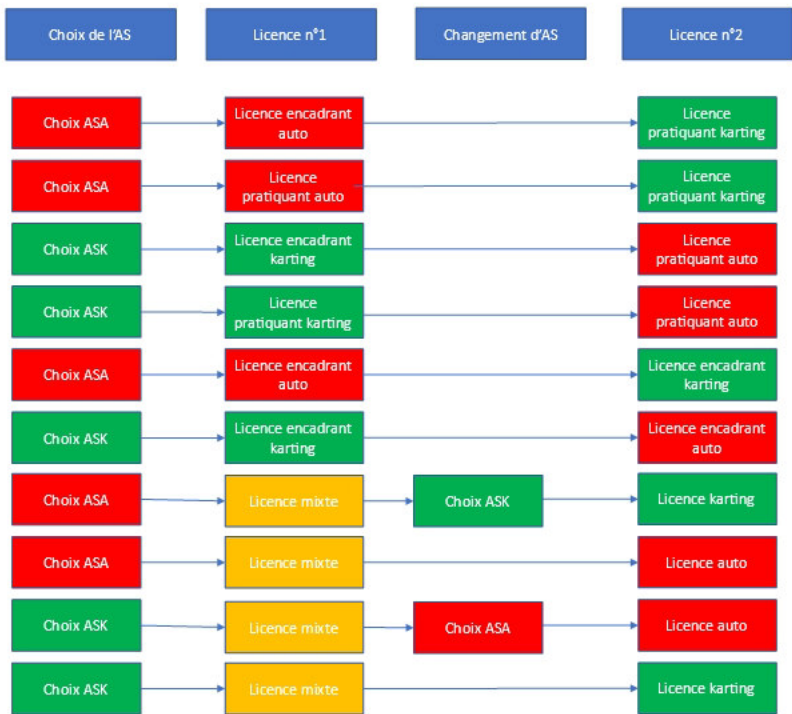 Choix de l'AS
Licence n°1
Changement d'AS
Licence n°2
Choix ASA
Licence encadrant
auto
Licence
pratiquant karting
Choix ASA
Licence
pratiquant auto
Licence
pratiquant karting
Choix ASK
Licence encadrant
karting
Licence
pratiquant auto
Choix ASK
Licence
pratiquant karting
Licence
pratiquant auto
Choix ASA
Licence encadrant
auto
Licence encadrant
karting
Choix ASK
Licence encadrant
karting
Licence encadrant
auto
Choix ASA
Licence mixte
Choix ASK
Licence karting
Choix ASA
Licence mixte
Licence auto
Choix ASK
Licence mixte
Choix ASA
Licence auto
Choix ASK
Licence mixte
Licence karting